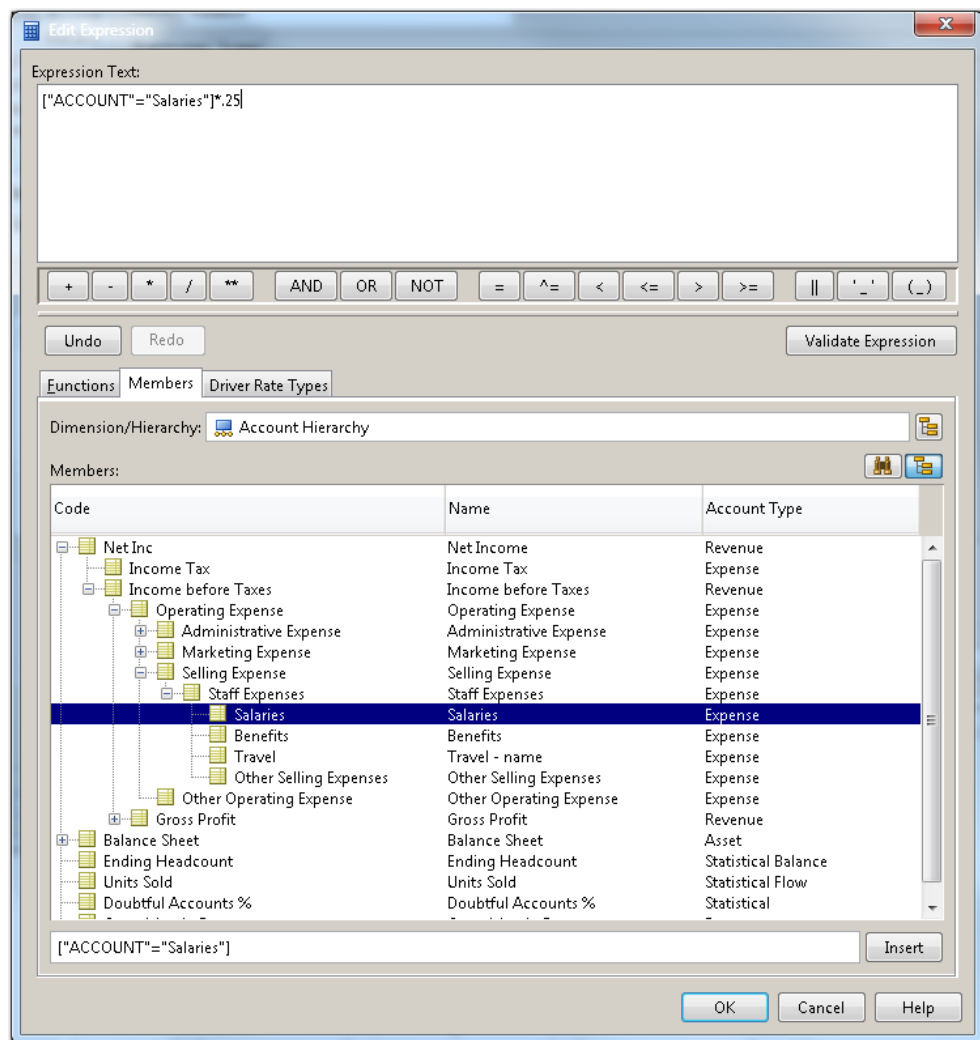 Edit Expression
Expression Text:
["ACCOUNT"="Salaries"]*.25
+ - * / ** AND OR NOT = ^= < <= > >= || '_' (_)
Undo Redo Validate Expression
Functions Members Driver Rate Types
Dimension/Hierarchy: Account Hierarchy
Members:
Code Name Account Type
Net Inc Net Income Revenue
Income Tax Income Tax Expense
Income before Taxes Income before Taxes Revenue
Operating Expense Operating Expense Expense
Administrative Expense Administrative Expense Expense
Marketing Expense Marketing Expense Expense
Selling Expense Selling Expense Expense
Staff Expenses Staff Expenses Expense
Salaries Salaries Expense
Benefits Benefits Expense
Travel Travel - name Expense
Other Selling Expenses Other Selling Expenses Expense
Other Operating Expense Other Operating Expense Expense
Gross Profit Gross Profit Revenue
Balance Sheet Balance Sheet Asset
Ending Headcount Ending Headcount Statistical Balance
Units Sold Units Sold Statistical Flow
Doubtful Accounts % Doubtful Accounts % Statistical
["ACCOUNT"="Salaries"] Insert
OK Cancel Help